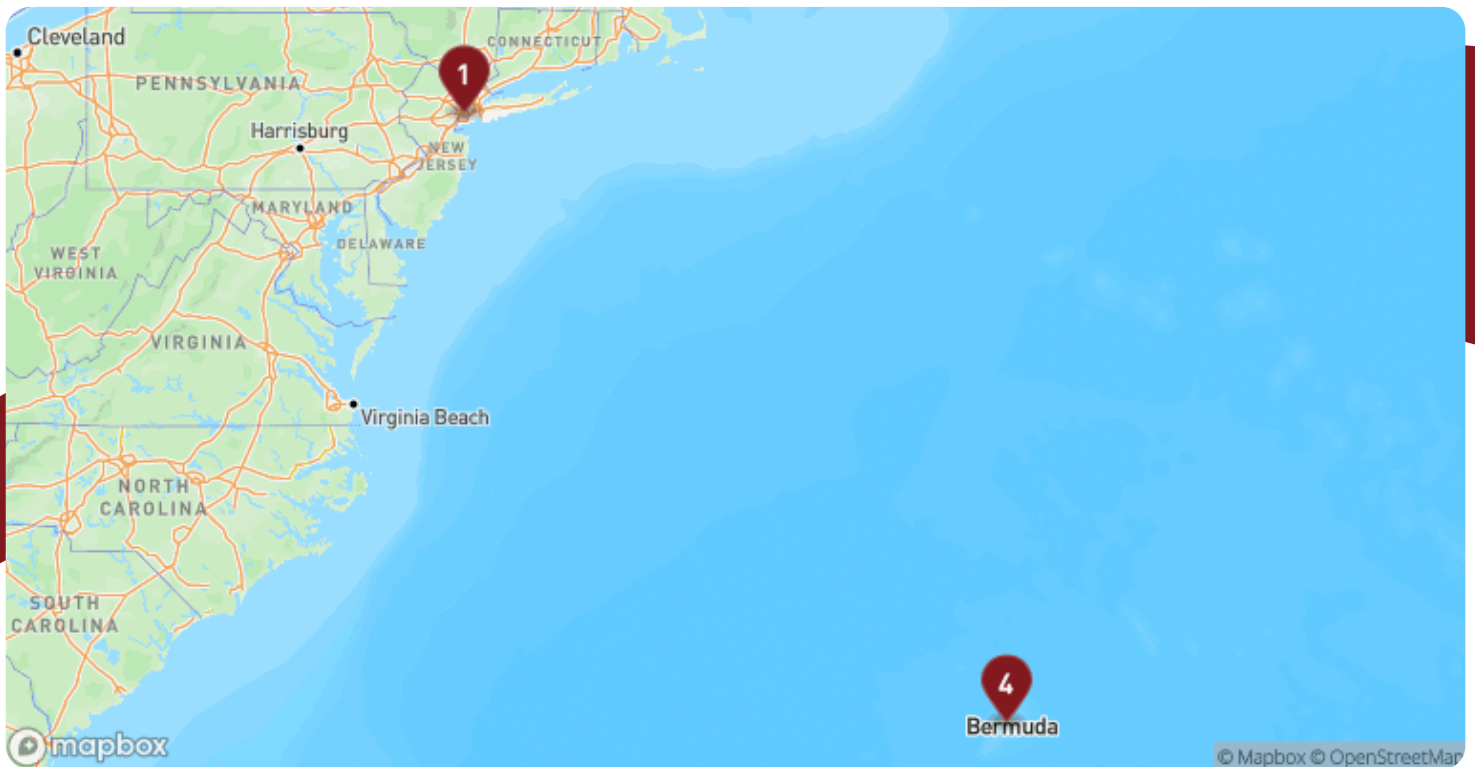 Cleveland
CONNECTICUT
1
PENNSYLVANIA
Harrisburg
NEW
JERSEY
MARYLAND
DELAWARE
WEST
VIRGINIA
VIRGINIA
Virginia Beach
NORTH
CAROLINA
SOUTH
CAROLINA
4
Bermuda
mapbox
© Mapbox © OpenStreetMap